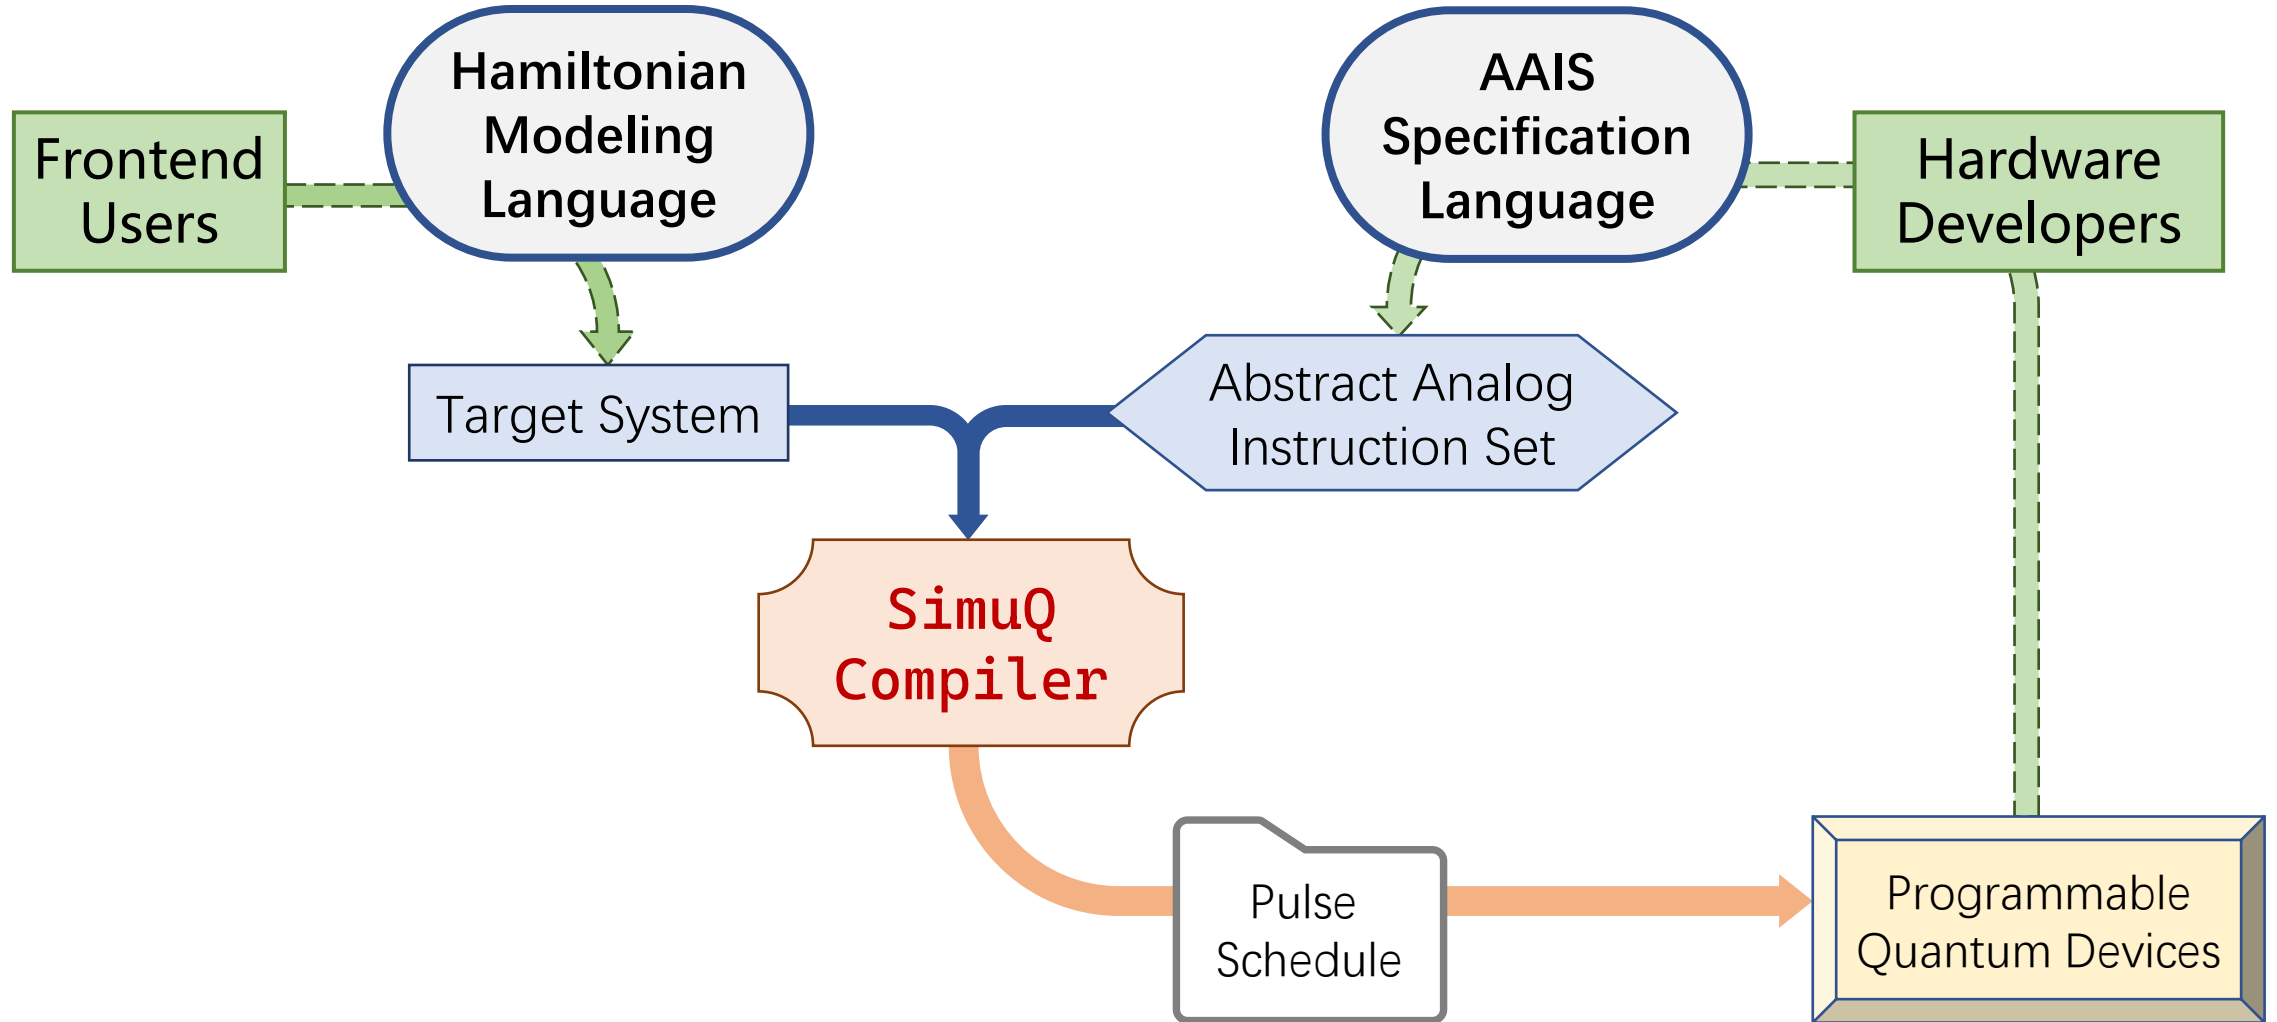 Frontend
Users
Hamiltonian
Modeling
Language
AAIS
Specification
Language
Hardware
Developers
Target System
Abstract Analog
Instruction Set
SimuQ
Compiler
Pulse
Schedule
Programmable
Quantum Devices